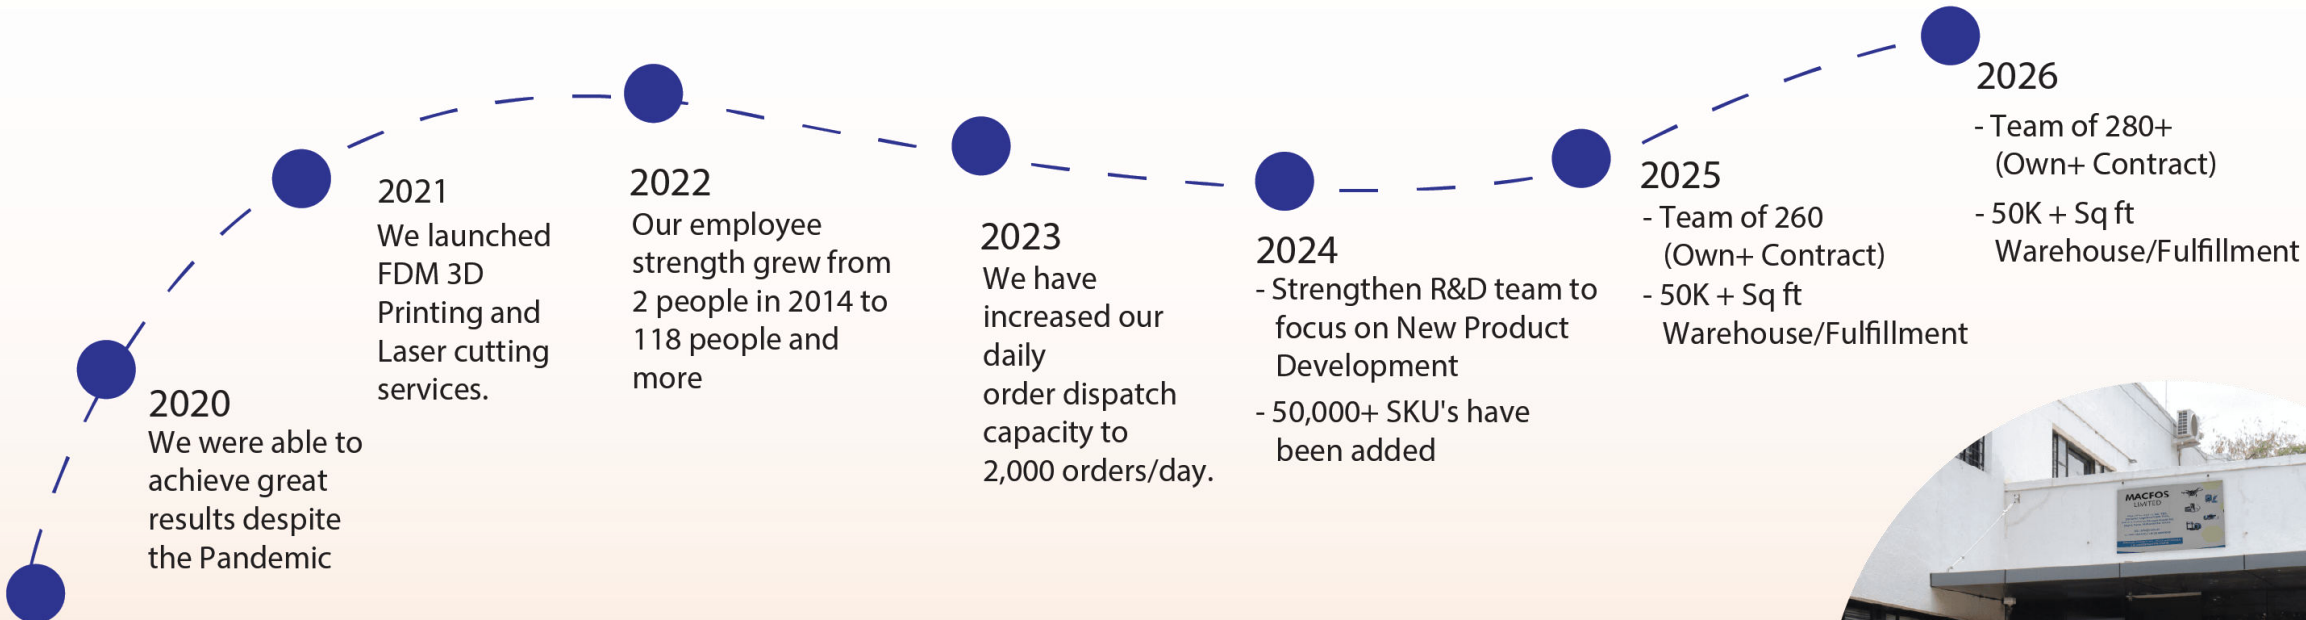 2020
We were able to
achieve great
results despite
the Pandemic
2021
We launched
FDM 3D
Printing and
Laser cutting
services.
2022
Our employee
strength grew from
2 people in 2014 to
118 people and
more
2023
We have
increased our
daily
order dispatch
capacity to
2,000 orders/day.
2024
- Strengthen R&D team to
focus on New Product
Development
- 50,000+ SKU's have
been added
2025
- Team of 260
(Own+ Contract)
- 50K + Sq ft
Warehouse/Fulfillment
2026
- Team of 280+
(Own+ Contract)
- 50K + Sq ft
Warehouse/Fulfillment
MACFOS
LIMITED